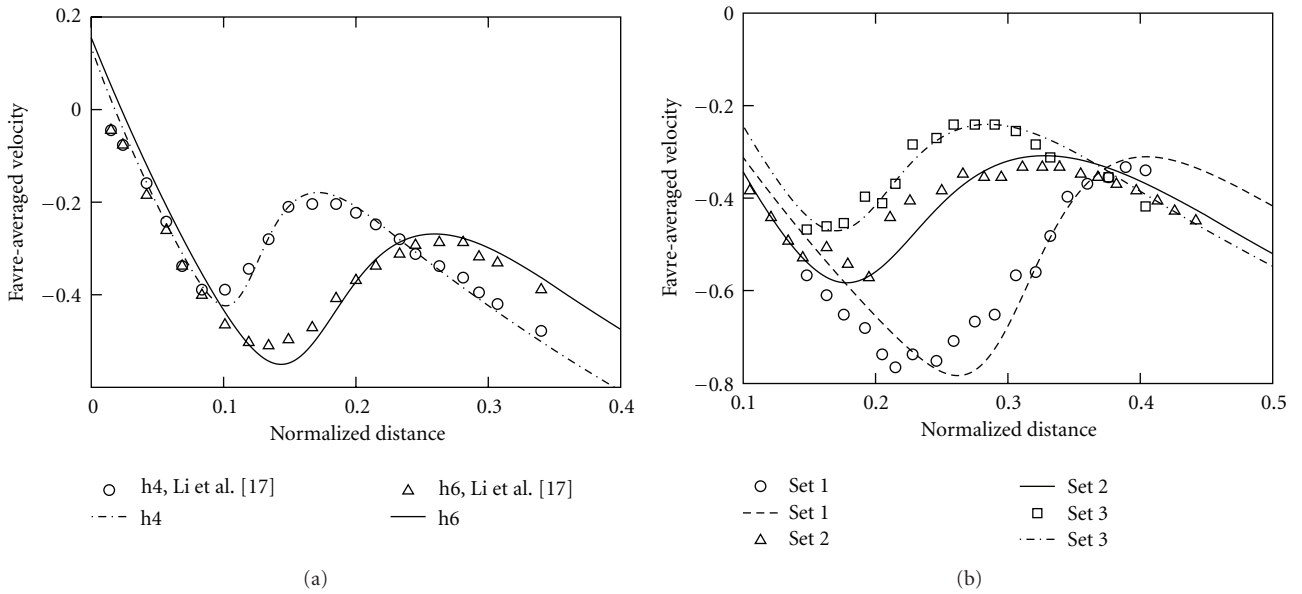 0.2
0
−0.2
−0.4
Favre-averaged velocity
0 0.1 0.2 0.3 0.4
Normalized distance
h4, Li et al. [17]
h4
h6, Li et al. [17]
h6
(a)
0
−0.2
−0.4
−0.6
−0.8
Favre-averaged velocity
0.1 0.2 0.3 0.4 0.5
Normalized distance
Set 1
Set 1
Set 2
Set 2
Set 3
Set 3
(b)